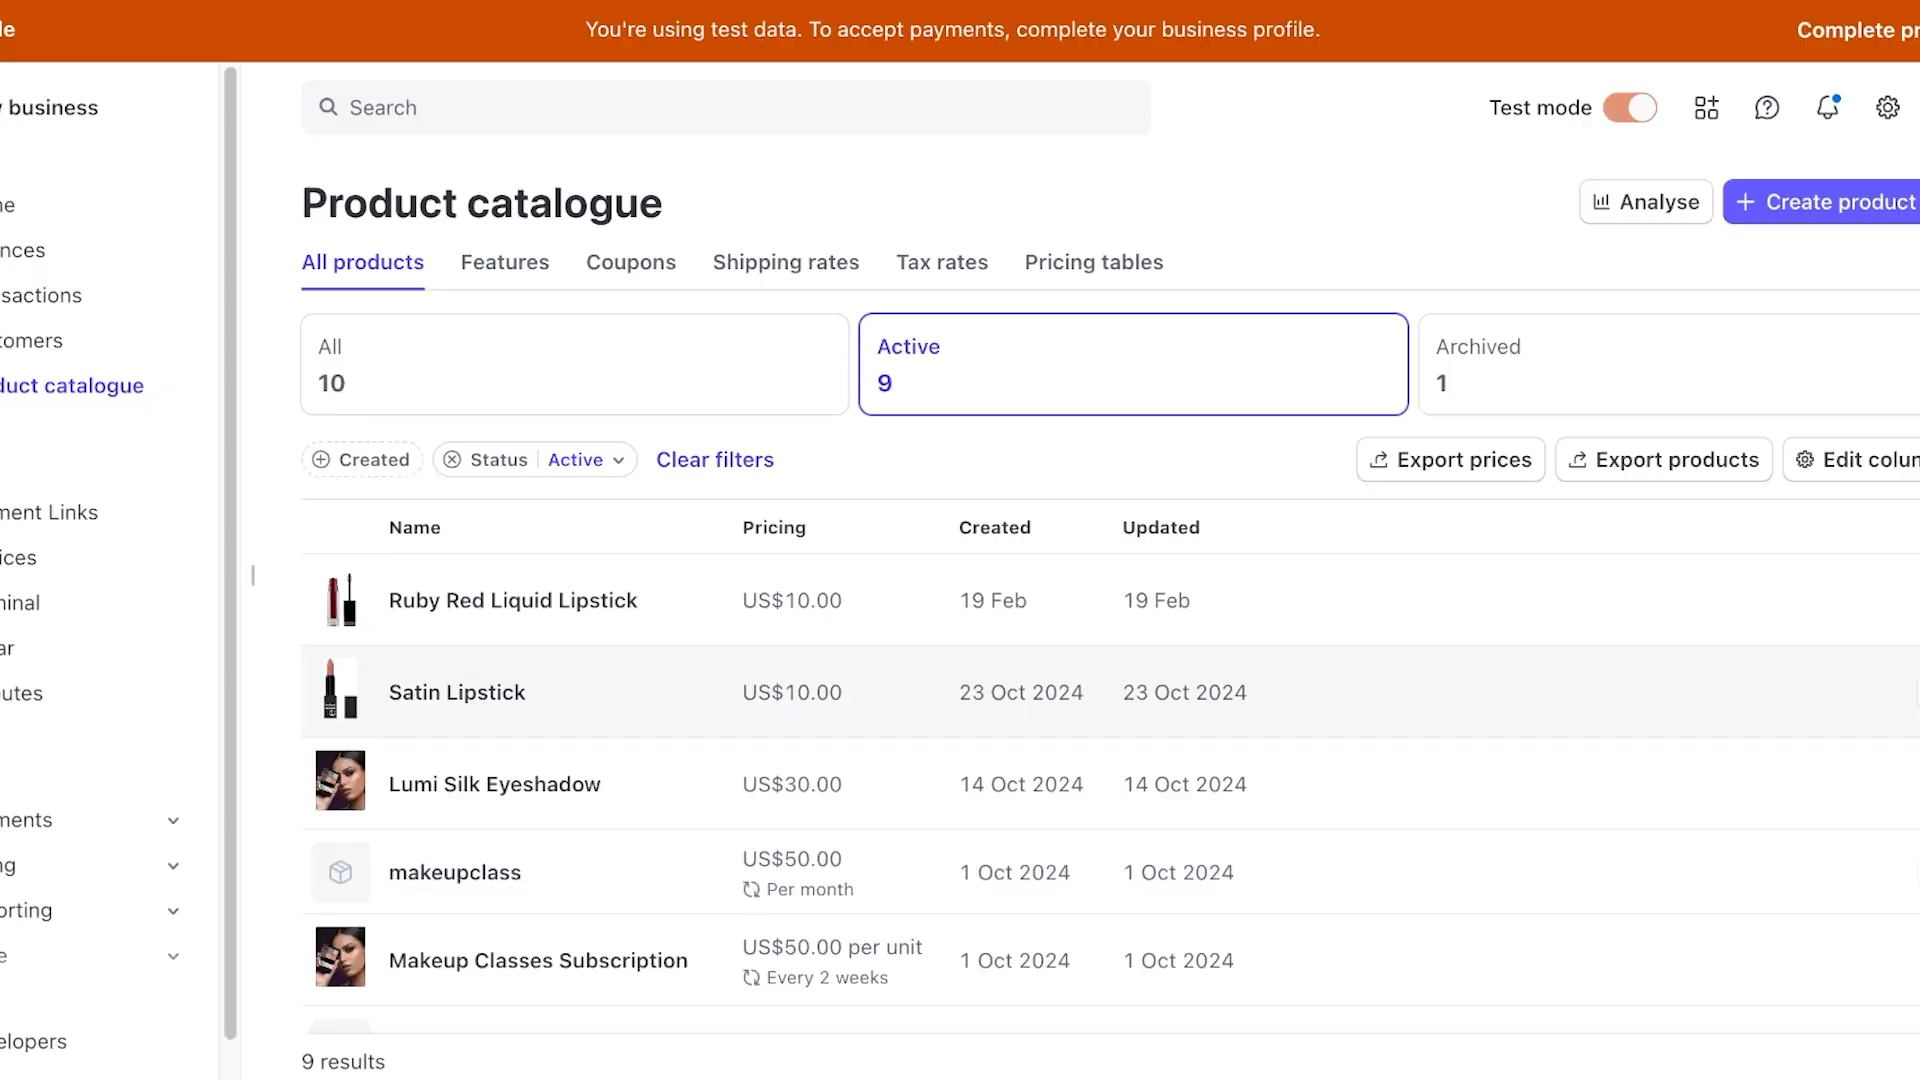 le
You're using test data. To accept payments, complete your business profile.
Complete pr
y business
Search
Test mode
Product catalogue
Analyse
Create product
All products
Features
Coupons
Shipping rates
Tax rates
Pricing tables
me
nces
sactions
tomers
duct catalogue
ment Links
ices
minal
ar
outes
ments
ng
orting
e
elopers
All
10
Active
9
Archived
1
Created
Status
Active
Clear filters
Export prices
Export products
Edit colum
Name Pricing Created Updated
Ruby Red Liquid Lipstick US$10.00 19 Feb 19 Feb
Satin Lipstick US$10.00 23 Oct 2024 23 Oct 2024
Lumi Silk Eyeshadow US$30.00 14 Oct 2024 14 Oct 2024
makeupclass US$50.00 1 Oct 2024 1 Oct 2024
Per month
Makeup Classes Subscription US$50.00 per unit 1 Oct 2024 1 Oct 2024
Every 2 weeks
9 results